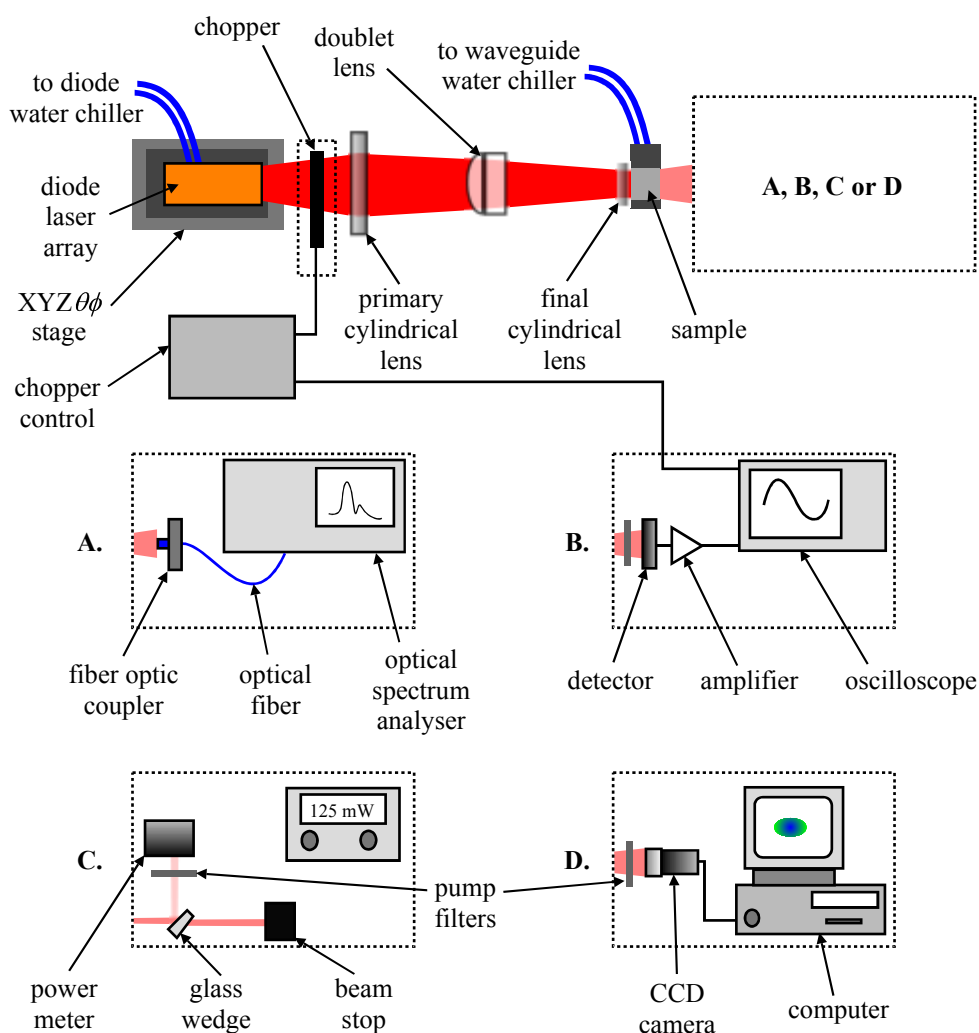 chopper
doublet
lens
to waveguide
water chiller
to diode
water chiller
A, B, C or D
diode
laser
array
XYZθϕ
stage
primary
cylindrical
lens
final
cylindrical
lens
sample
chopper
control
A.
fiber optic
coupler
optical
fiber
optical
spectrum
analyser
B.
detector
amplifier
oscilloscope
C.
125 mW
power
meter
glass
wedge
beam
stop
pump
filters
D.
CCD
camera
computer